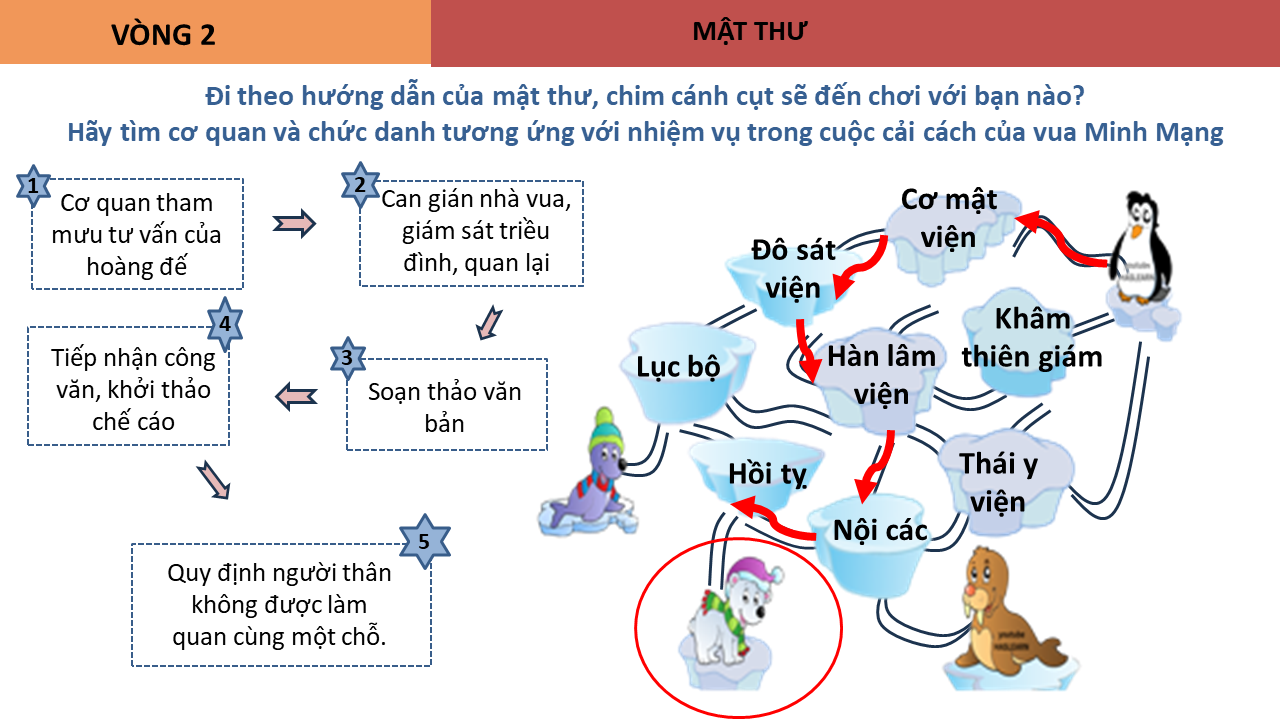 VÒNG 2
MẬT THƯ
Đi theo hướng dẫn của mật thư, chim cánh cụt sẽ đến chơi với bạn nào?
Hãy tìm cơ quan và chức danh tương ứng với nhiệm vụ trong cuộc cải cách của vua Minh Mạng
1
Cơ quan tham
mưu tư vấn của
hoàng đế
2
Can gián nhà vua,
giám sát triều
đình, quan lại
4
Tiếp nhận công
văn, khởi thảo
chế cáo
3
Soạn thảo văn
bản
5
Quy định người thân
không được làm
quan cùng một chỗ.
Cơ mật
viện
Đô sát
viện
Khâm
thiên giám
Lục bộ
Hàn lâm
viện
Hồi tỵ
Thái y
viện
Nội các
youtube
HAGLEARN
youtube
HAGLEARN